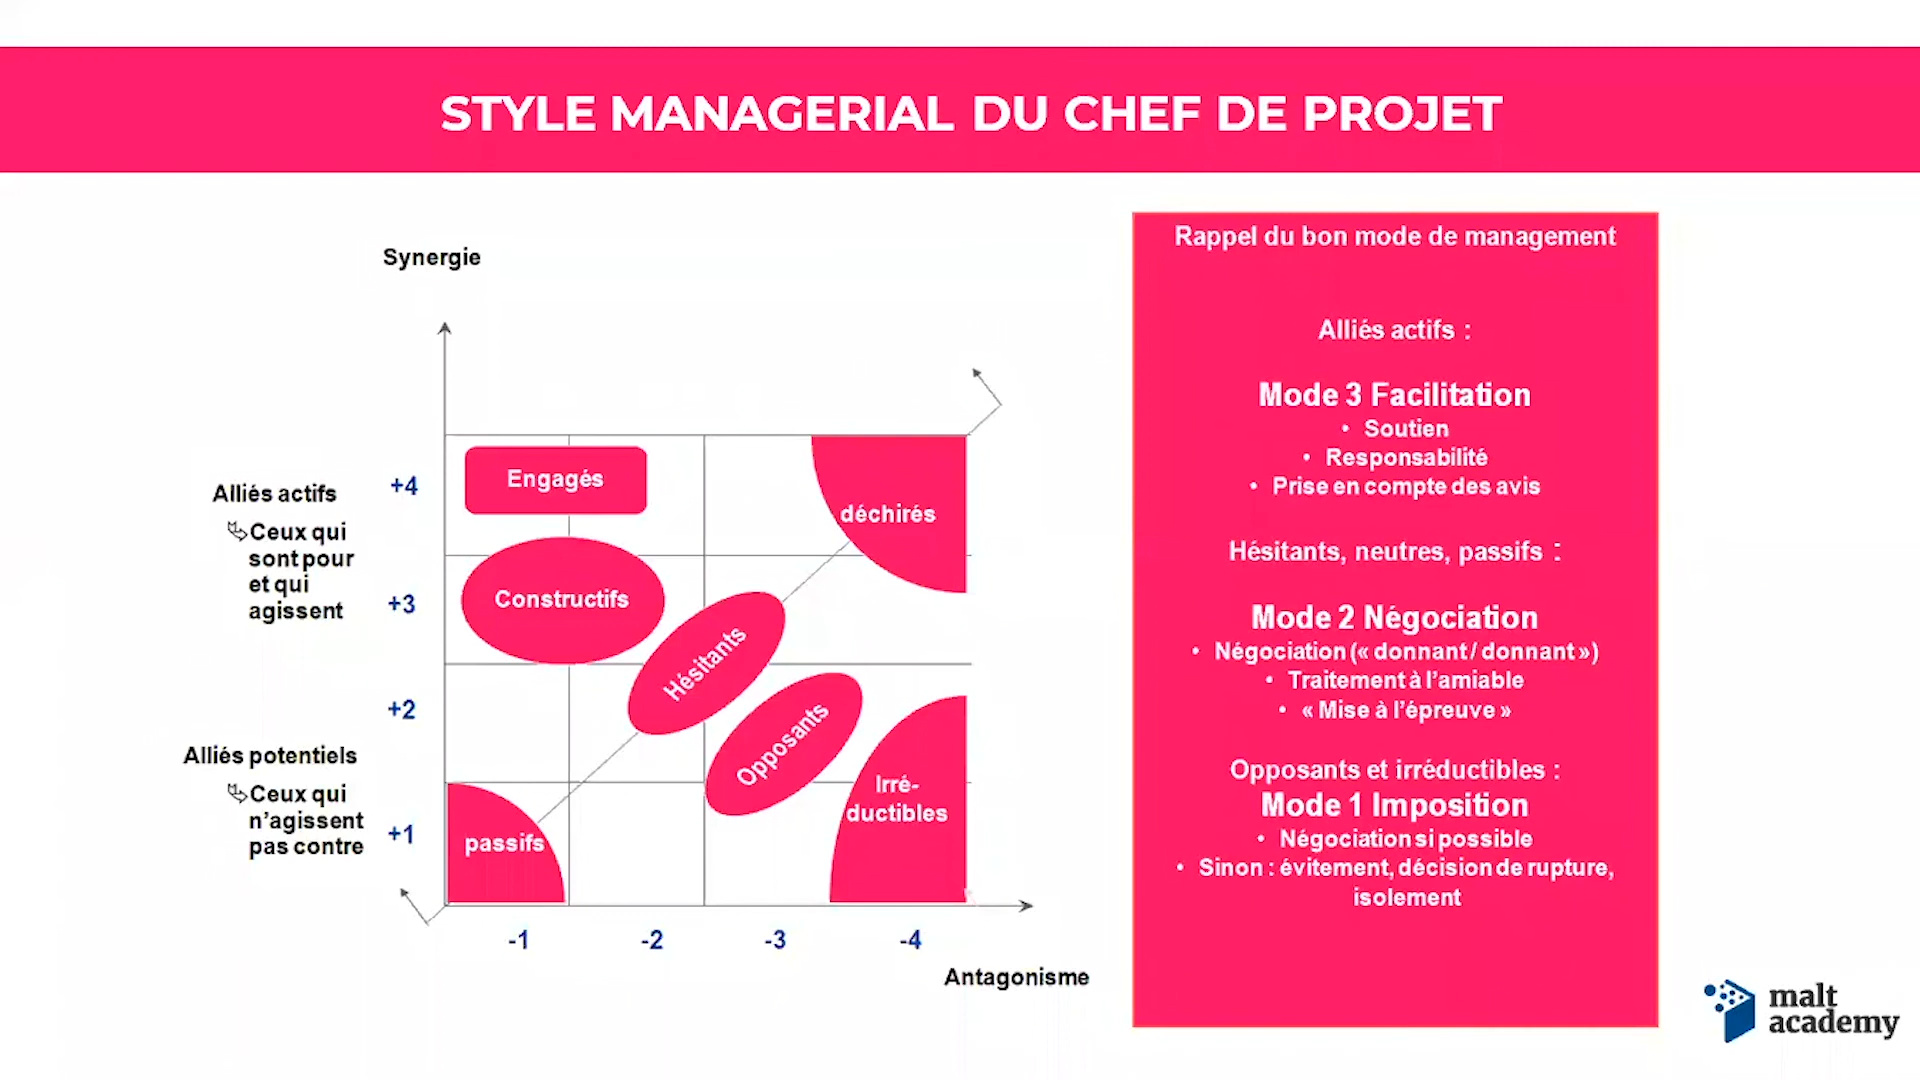 STYLE MANAGERIAL DU CHEF DE PROJET
Synergie
Alliés actifs
Ceux qui
sont pour
et qui
agissent
Alliés potentiels
Ceux qui
n’agissent
pas contre
+4
+3
+2
+1
Engagés
déchirés
Constructifs
Hésitants
Opposants
Irré-
ductibles
passifs
-1
-2
-3
-4
Antagonisme
Rappel du bon mode de management
Alliés actifs :
Mode 3 Facilitation
• Soutien
• Responsabilité
• Prise en compte des avis
Hésitants, neutres, passifs :
Mode 2 Négociation
• Négociation (« donnant / donnant »)
• Traitement à l’amiable
• « Mise à l’épreuve »
Opposants et irréductibles :
Mode 1 Imposition
• Négociation si possible
• Sinon : évitement, décision de rupture,
isolement
malt
academy